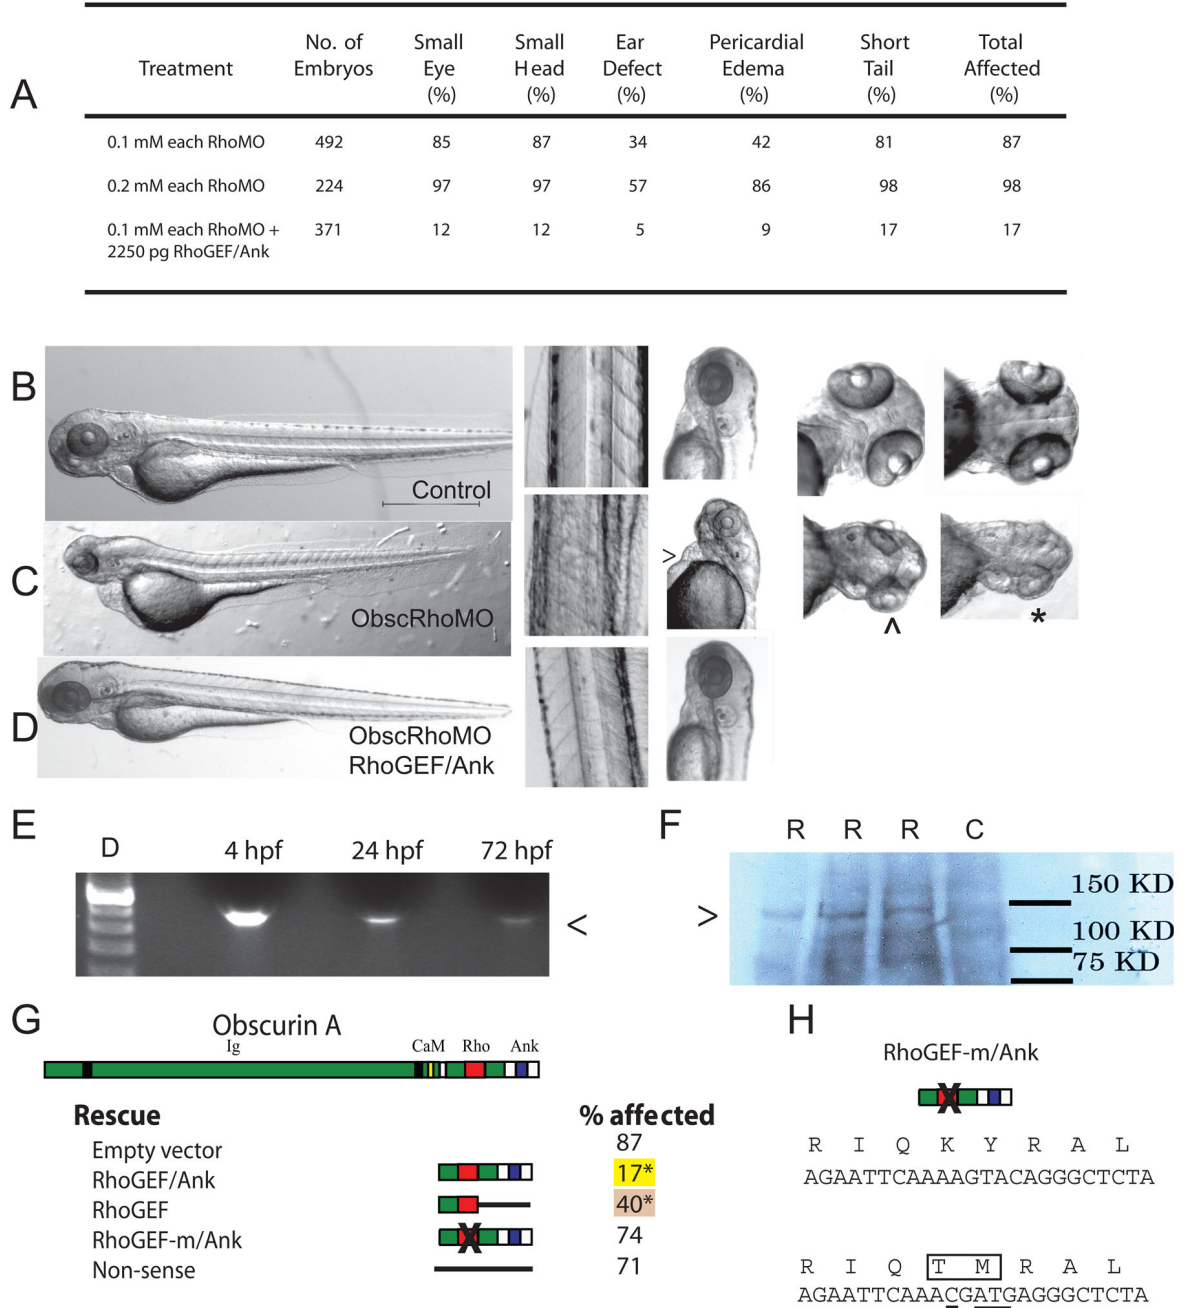 A
Treatment
No. of Embryos
Small Eye (%)
Small Head (%)
Ear Defect (%)
Pericardial Edema (%)
Short Tail (%)
Total Affected (%)
0.1 mM each RhoMO 492 85 87 34 42 81 87
0.2 mM each RhoMO 224 97 97 57 86 98 98
0.1 mM each RhoMO + 371 12 12 5 9 17 17
2250 pg RhoGEF/Ank
B
Control
C
>
ObscRhoMO
^
*
D
ObscRhoMO
RhoGEF/Ank
E
D 4 hpf 24 hpf 72 hpf
<
F
R R R C
>
150 KD
100 KD
75 KD
G
Obscurin A
Ig CaM Rho Ank
Rescue % affected
Empty vector 87
RhoGEF/Ank 17*
RhoGEF 40*
RhoGEF-m/Ank X 74
Non-sense 71
H
RhoGEF-m/Ank
X
R I Q K Y R A L
AGAATTCAAAAGTACAGGGCTCTA
R I Q T M R A L
AGAATTCAAACGATGAGGGCTCTA